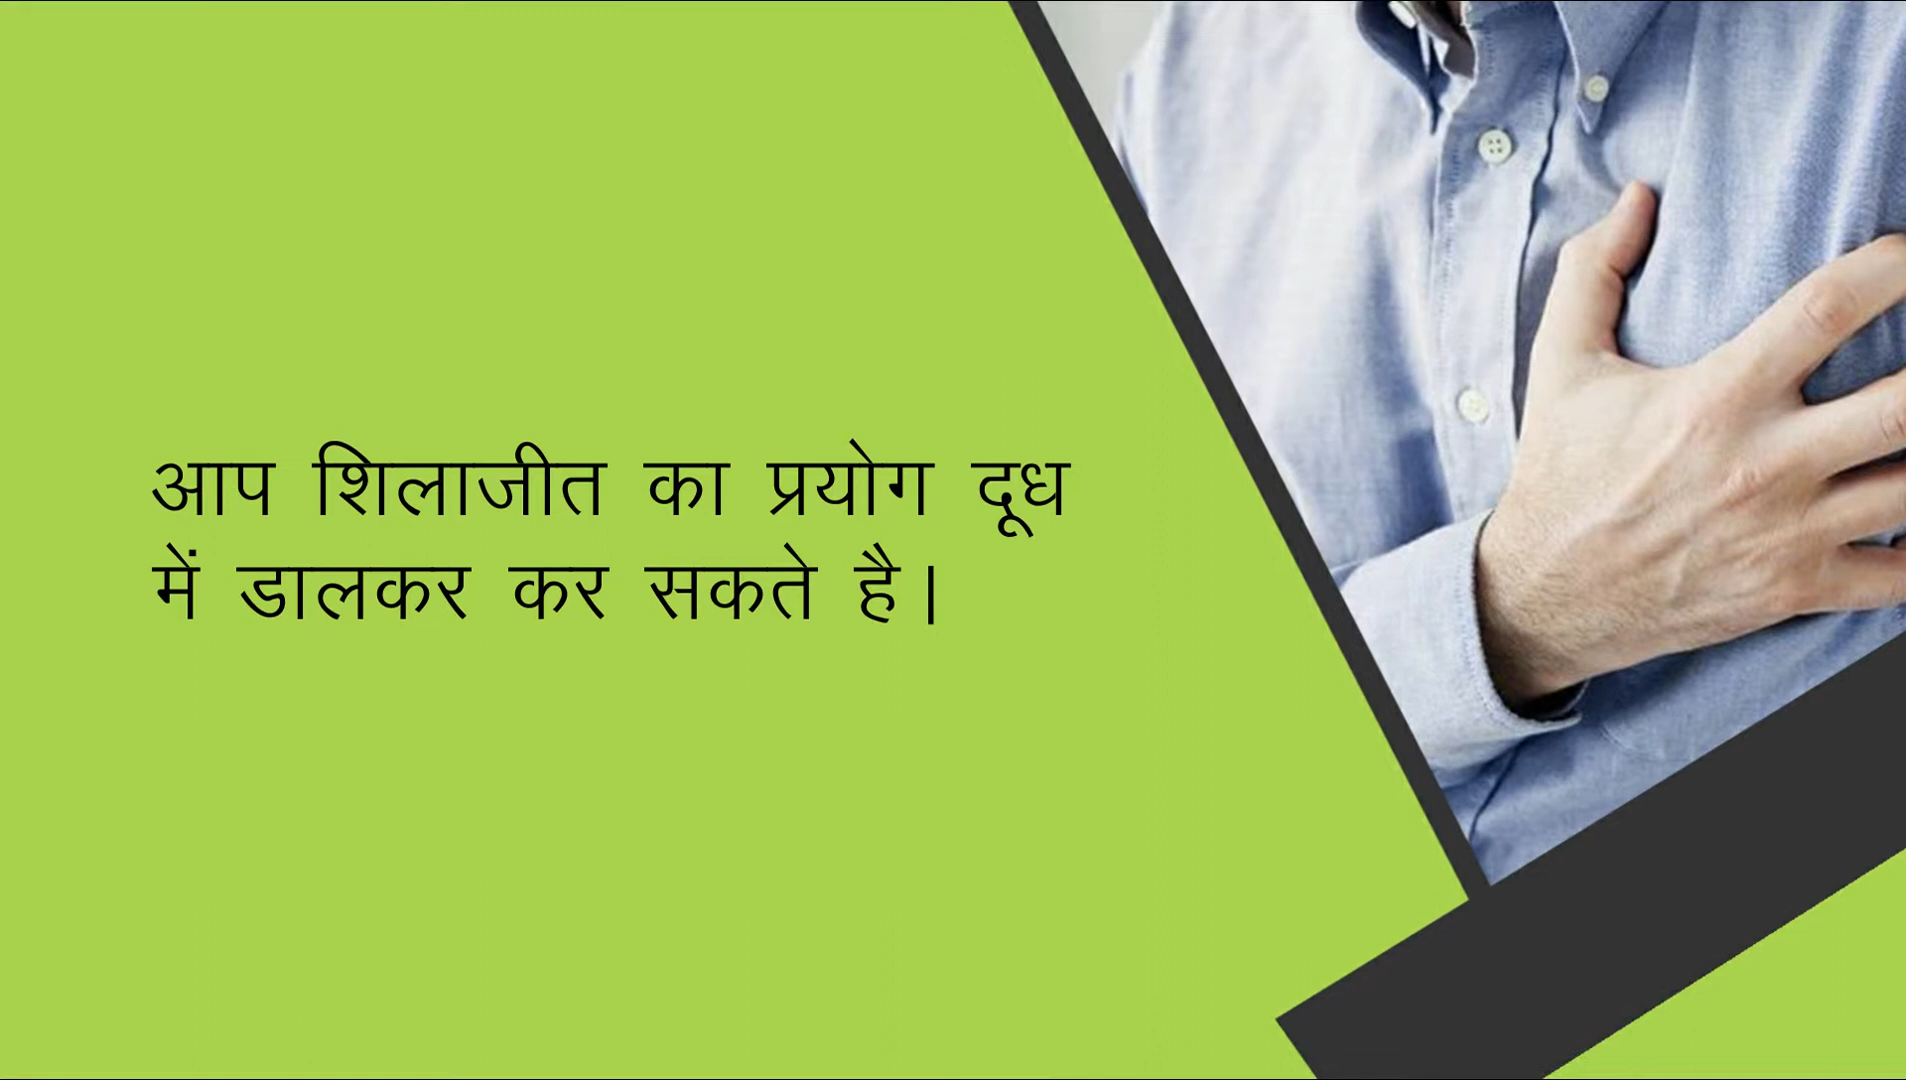 आप शिलाजीत का प्रयोग दूध
में डालकर कर सकते है।